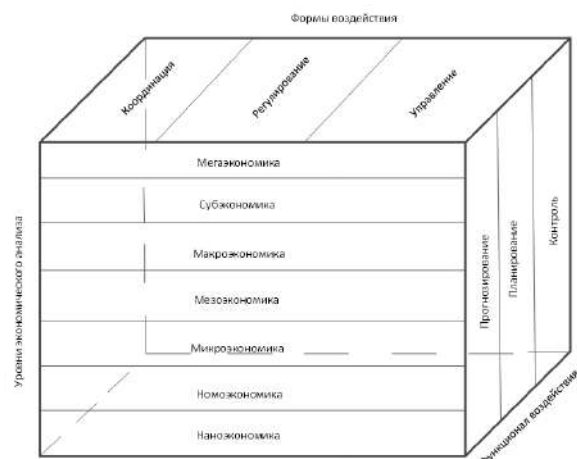 Формы воздействия
Координация
Регулирование
Управление
Мегаэкономика
Субэкономика
Макроэкономика
Мезоэкономика
Микроэкономика
Номоэкономика
Наноэкономика
Уровни экономического анализа
Прогнозирование
Планирование
Контроль
Функционал воздействия